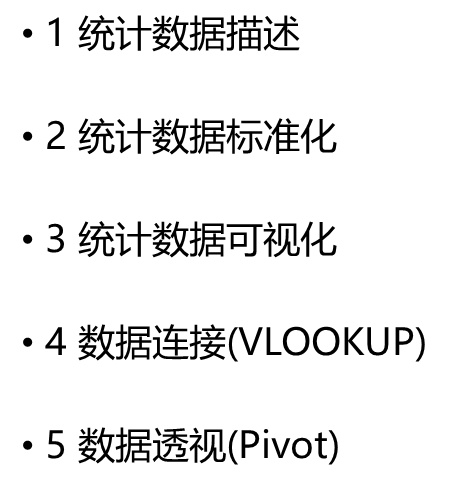 • 1 统计数据描述
• 2 统计数据标准化
• 3 统计数据可视化
• 4 数据连接(VLOOKUP)
• 5 数据透视(Pivot)